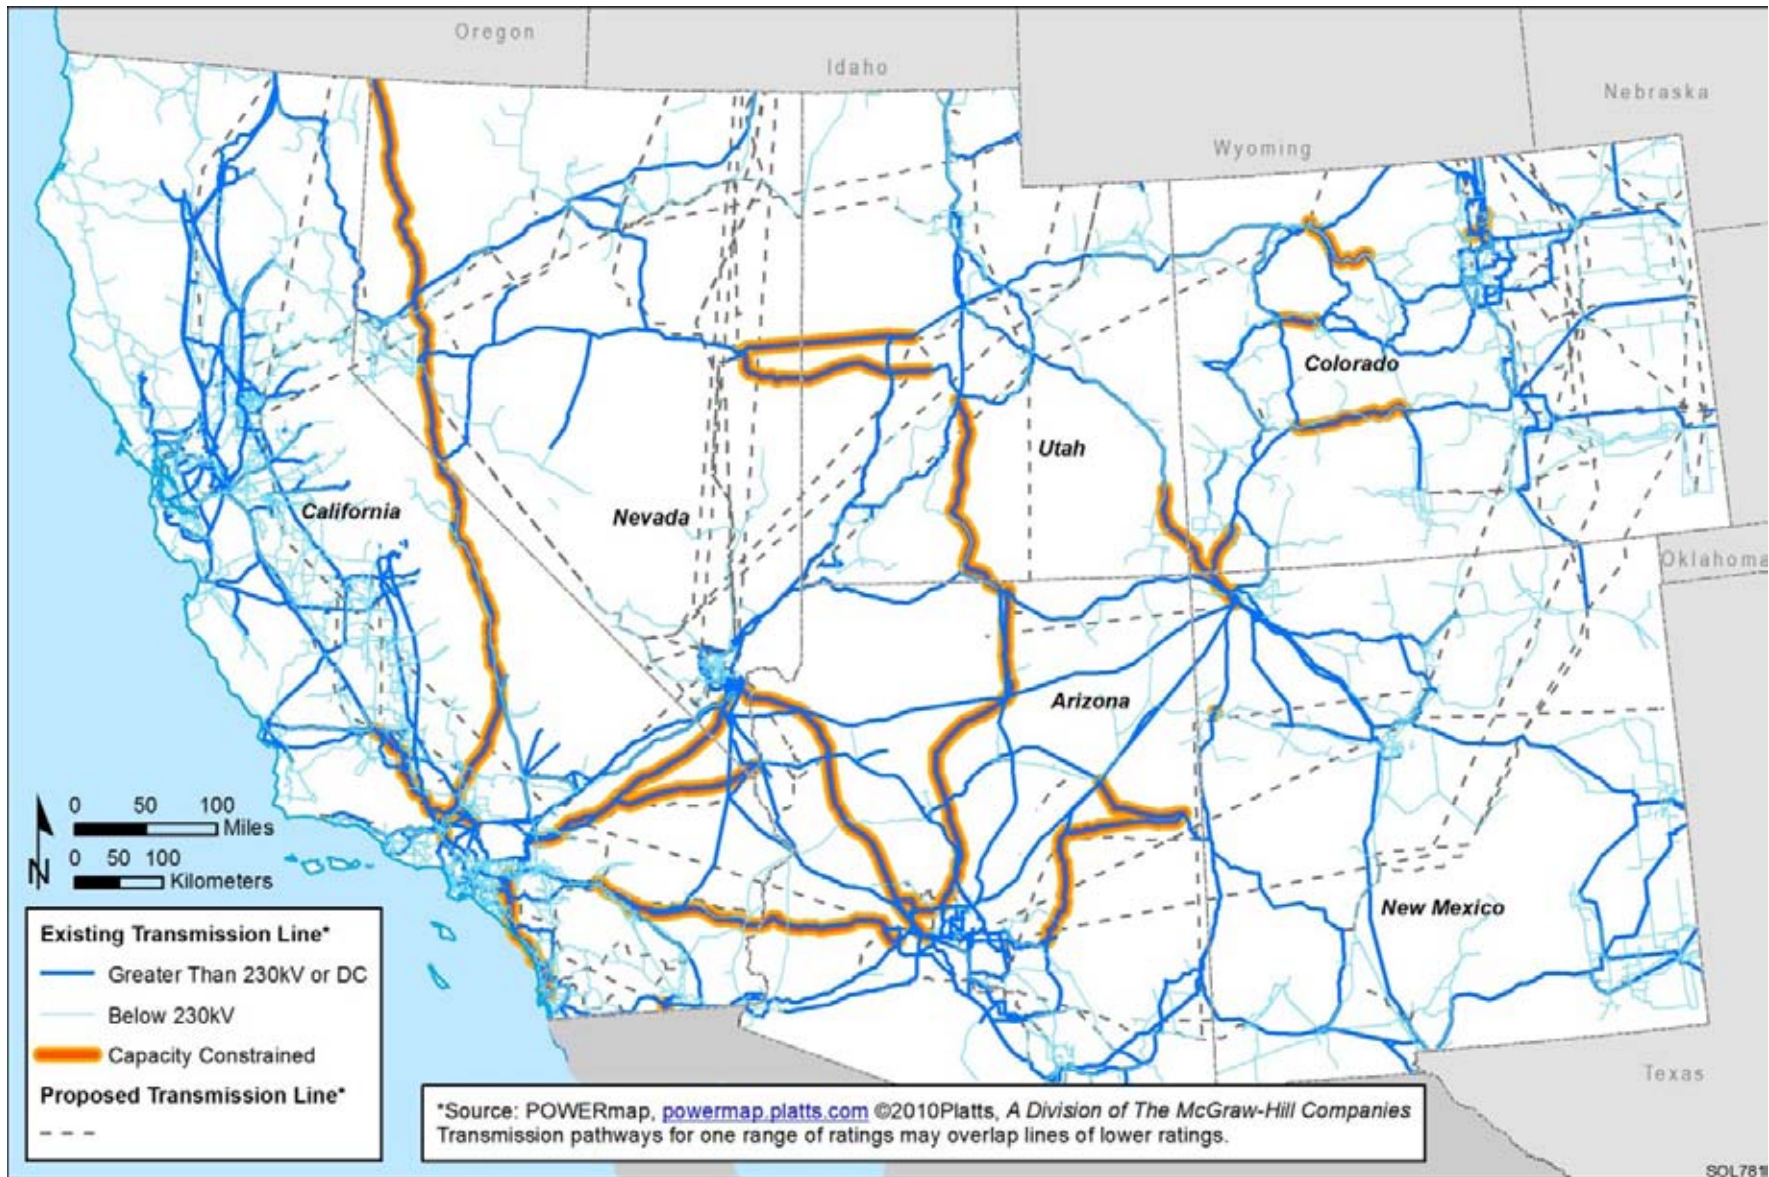 Oregon
Idaho
Nebraska
Wyoming
Colorado
Utah
California
Nevada
Oklahoma
Arizona
0 50 100
Miles
0 50 100
Kilometers
N
New Mexico
Existing Transmission Line*
Greater Than 230kV or DC
Below 230kV
Capacity Constrained
Proposed Transmission Line*
Texas
*Source: POWERmap, powermap.platts.com ©2010Platts, A Division of The McGraw-Hill Companies
Transmission pathways for one range of ratings may overlap lines of lower ratings.